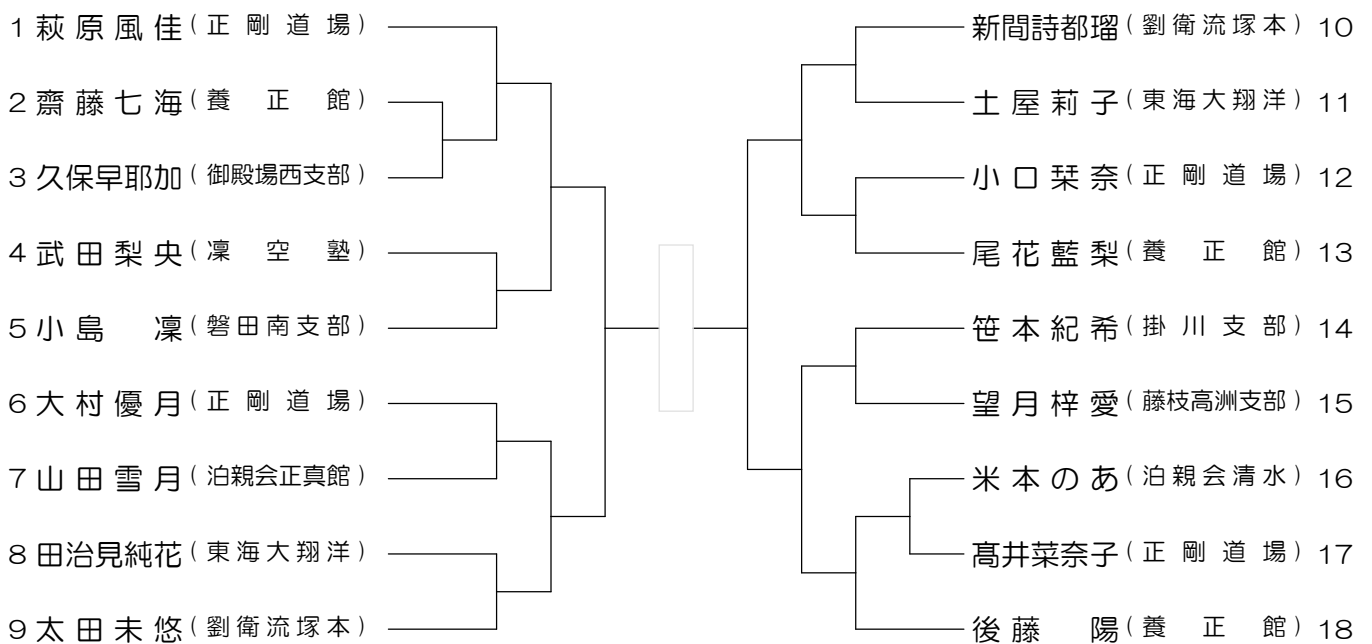 1 萩原風佳 (正剛道場)
2 齋藤七海 (養正館)
3 久保早耶加 (御殿場西支部)
4 武田梨央 (凜空塾)
5 小島凜 (磐田南支部)
6 大村優月 (正剛道場)
7 山田雪月 (泊親会正真館)
8 田治見純花 (東海大翔洋)
9 太田未悠 (劉衛流塚本)
新間詩都瑠 (劉衛流塚本) 10
土屋莉子 (東海大翔洋) 11
小口栞奈 (正剛道場) 12
尾花藍梨 (養正館) 13
笹本紀希 (掛川支部) 14
望月梓愛 (藤枝高洲支部) 15
米本のあ (泊親会清水) 16
髙井菜奈子 (正剛道場) 17
後藤陽 (養正館) 18